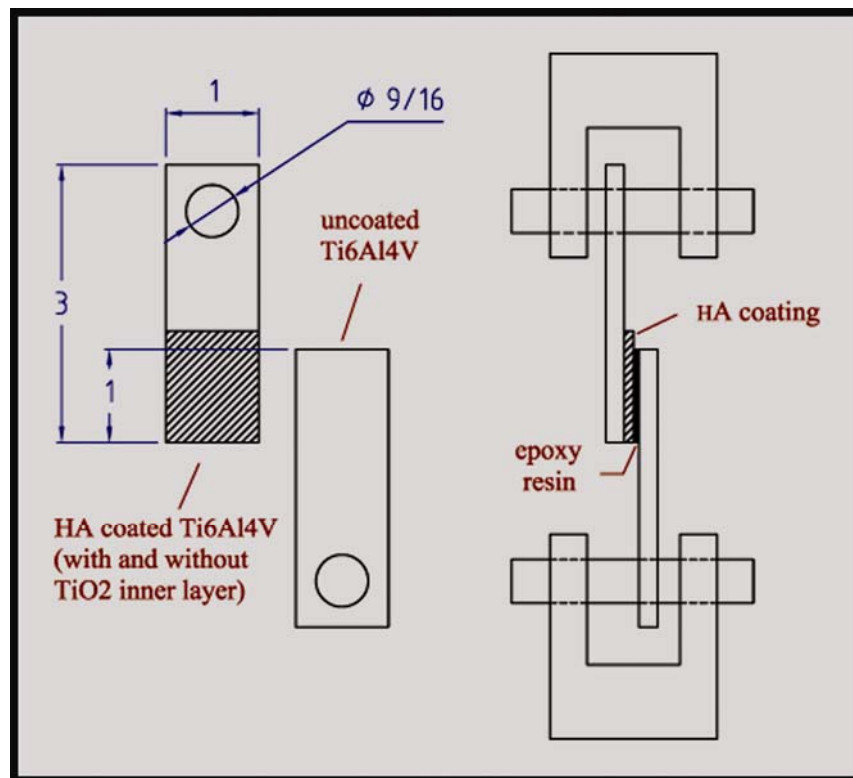 1
ϕ 9/16
uncoated
Ti6Al4V
3
HA coating
1
epoxy
resin
HA coated Ti6Al4V
(with and without
TiO2 inner layer)